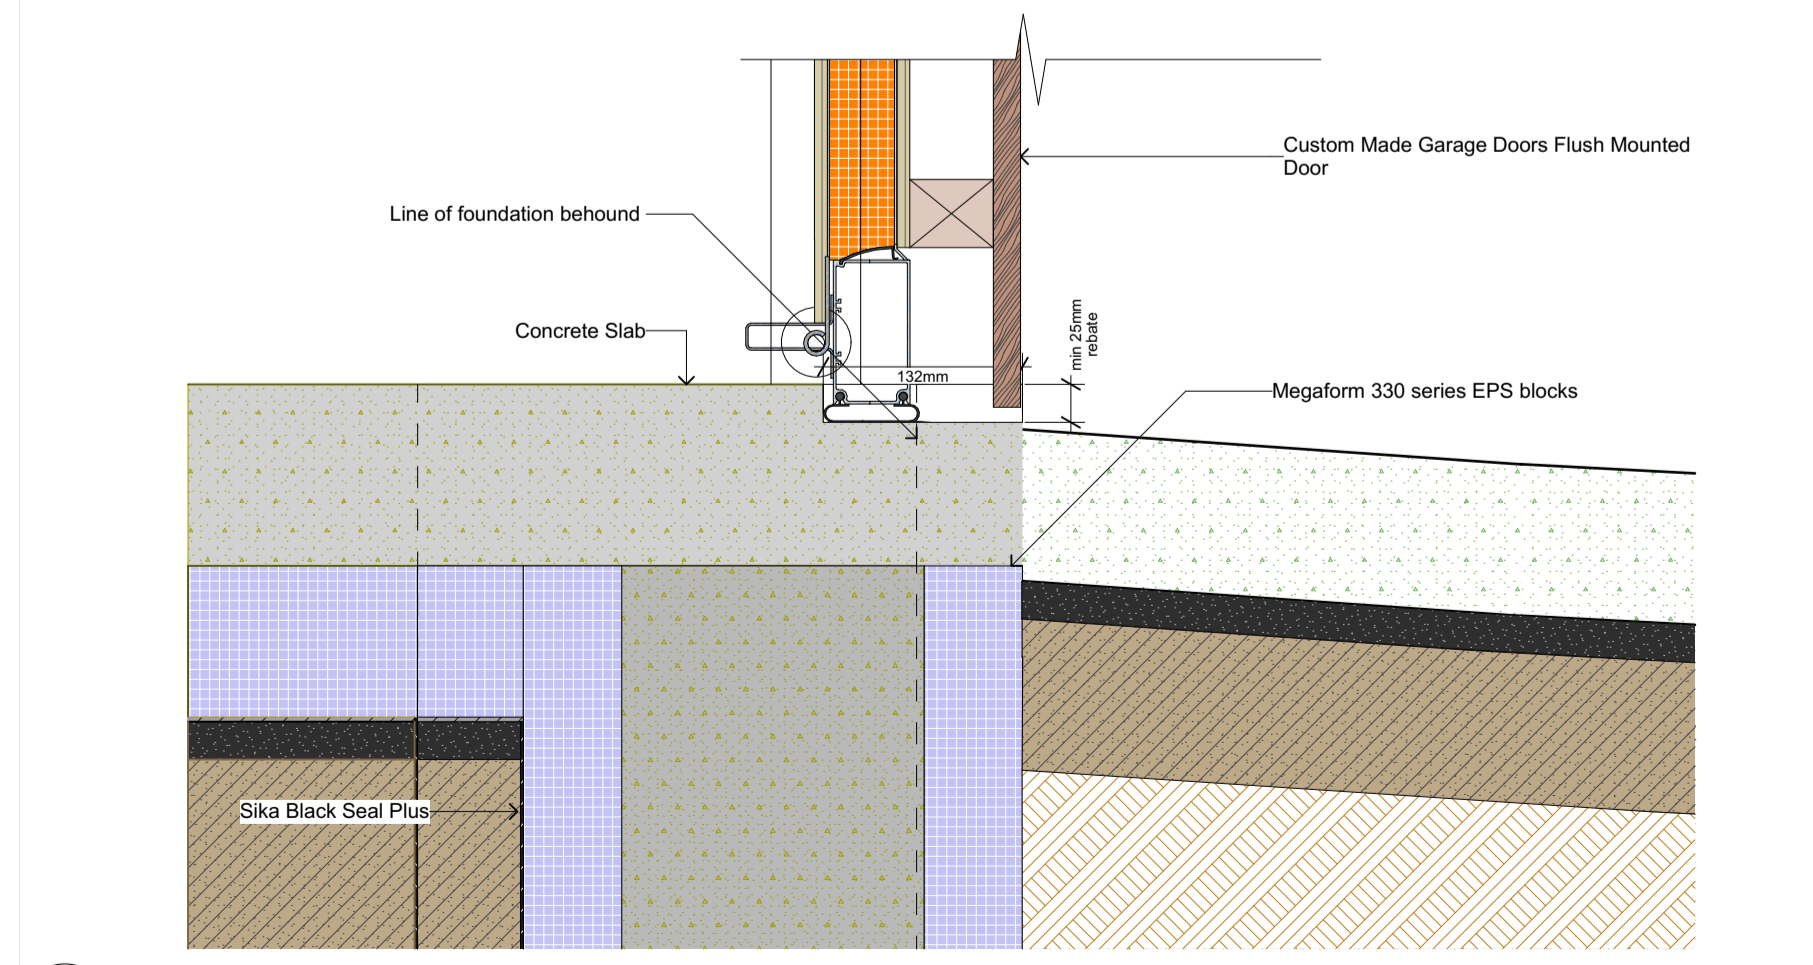 Custom Made Garage Doors Flush Mounted
Door
Line of foundation behound
Concrete Slab
min 25mm
rebate
132mm
Megaform 330 series EPS blocks
Sika Black Seal Plus